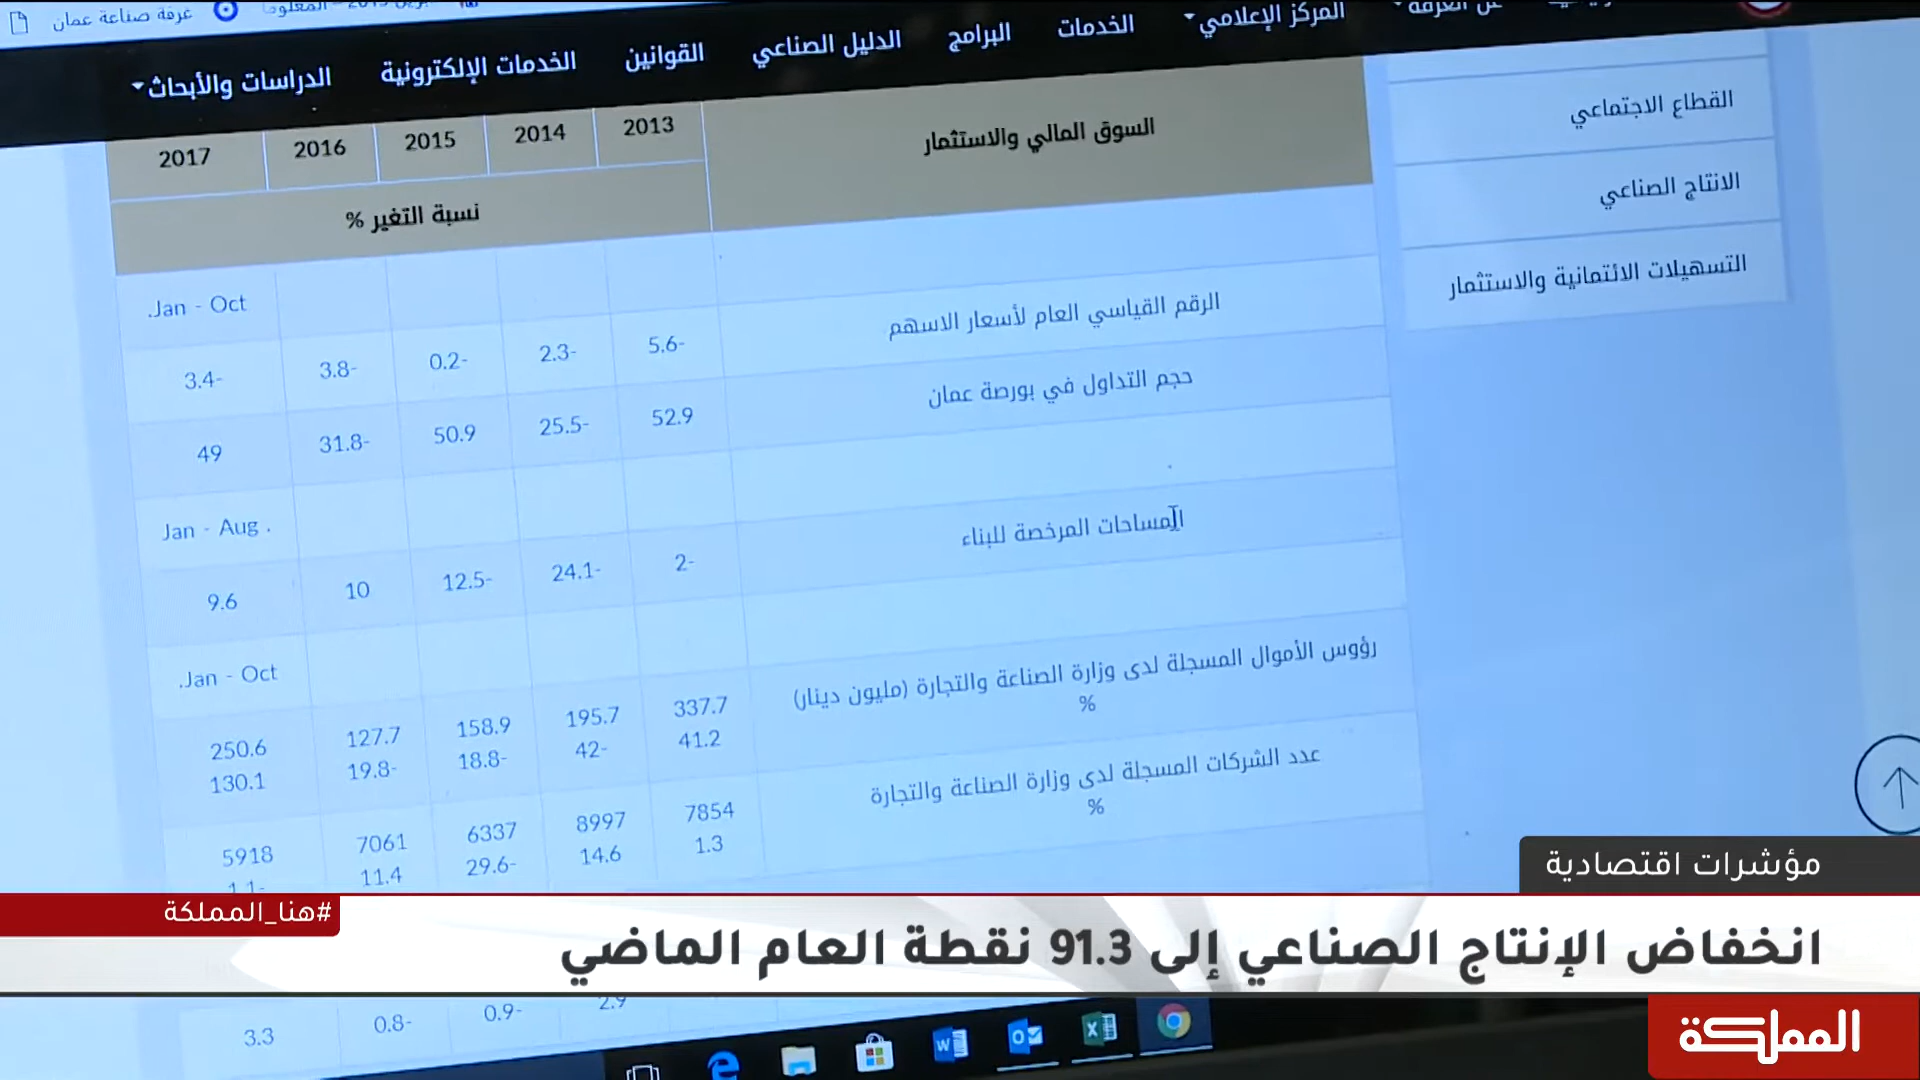 غرفة صناعة عمان
المركز الإعلامي
الخدمات
البرامج
الدليل الصناعي
القوانين
الخدمات الإلكترونية
الدراسات والأبحاث
القطاع الاجتماعي
الانتاج الصناعي
التسهيلات الائتمانية والاستثمار
السوق المالي والاستثمار 2013 2014 2015 2016 2017
نسبة التغير %
Jan - Oct.
الرقم القياسي العام لأسعار الاسهم 5.6- 2.3- 0.2- 3.8- 3.4-
حجم التداول في بورصة عمان 52.9 25.5- 50.9 31.8- 49
Jan - Aug .
المساحات المرخصة للبناء 2- 24.1- 12.5- 10 9.6
Jan - Oct.
رؤوس الأموال المسجلة لدى وزارة الصناعة والتجارة (مليون دينار) 337.7 195.7 158.9 127.7 250.6
% 41.2 42- 18.8- 19.8- 130.1
عدد الشركات المسجلة لدى وزارة الصناعة والتجارة 7854 8997 6337 7061 5918
% 1.3 14.6 29.6- 11.4 1.1-
مؤشرات اقتصادية
#هنا_المملكة
انخفاض الإنتاج الصناعي إلى 91.3 نقطة العام الماضي
2.9 0.9- 0.8- 3.3
المملكة